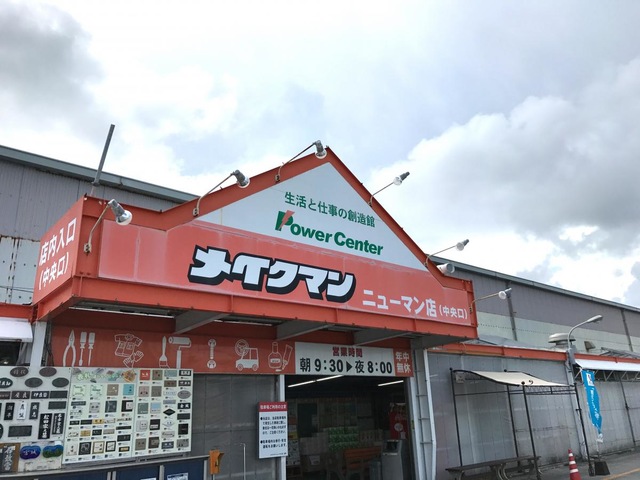 生活と仕事の創造館
Power Center
店内入口
(中央口)
メイクマン
ニューマン店(中央口)
営業時間
朝9:30▶夜8:00
年中
無休